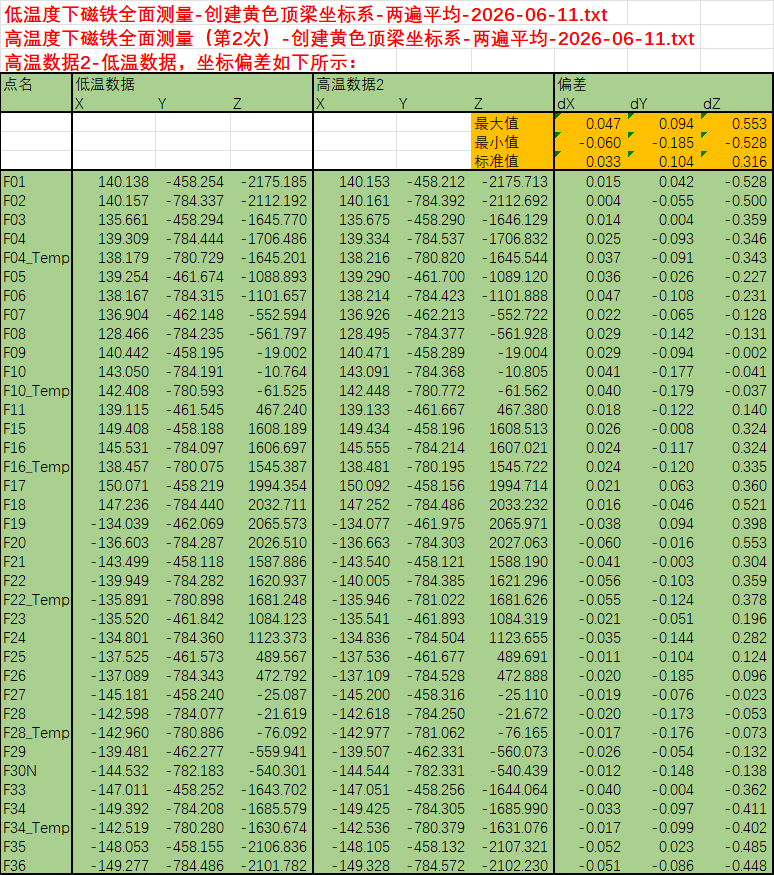 低温度下磁铁全面测量-创建黄色顶梁坐标系-两遍平均-2026-06-11.txt
高温度下磁铁全面测量（第2次）-创建黄色顶梁坐标系-两遍平均-2026-06-11.txt
高温数据2-低温数据，坐标偏差如下所示：
点名 低温数据 高温数据2 偏差
X Y Z X Y Z dX dY dZ
最大值 0.047 0.094 0.553
最小值 -0.060 -0.185 -0.528
标准值 0.033 0.104 0.316
F01 140.138 -458.254 -2175.185 140.153 -458.212 -2175.713 0.015 0.042 -0.528
F02 140.157 -784.337 -2112.192 140.161 -784.392 -2112.692 0.004 -0.055 -0.500
F03 135.661 -458.294 -1645.770 135.675 -458.290 -1646.129 0.014 0.004 -0.359
F04 139.309 -784.444 -1706.486 139.334 -784.537 -1706.832 0.025 -0.093 -0.346
F04_Temp 138.179 -780.729 -1645.201 138.216 -780.820 -1645.544 0.037 -0.091 -0.343
F05 139.254 -461.674 -1088.893 139.290 -461.700 -1089.120 0.036 -0.026 -0.227
F06 138.167 -784.315 -1101.657 138.214 -784.423 -1101.888 0.047 -0.108 -0.231
F07 136.904 -462.148 -552.594 136.926 -462.213 -552.722 0.022 -0.065 -0.128
F08 128.466 -784.235 -561.797 128.495 -784.377 -561.928 0.029 -0.142 -0.131
F09 140.442 -458.195 -19.002 140.471 -458.289 -19.004 0.029 -0.094 -0.002
F10 143.050 -784.191 -10.764 143.091 -784.368 -10.805 0.041 -0.177 -0.041
F10_Temp 142.408 -780.593 -61.525 142.448 -780.772 -61.562 0.040 -0.179 -0.037
F11 139.115 -461.545 467.240 139.133 -461.667 467.380 0.018 -0.122 0.140
F15 149.408 -458.188 1608.189 149.434 -458.196 1608.513 0.026 -0.008 0.324
F16 145.531 -784.097 1606.697 145.555 -784.214 1607.021 0.024 -0.117 0.324
F16_Temp 138.457 -780.075 1545.387 138.481 -780.195 1545.722 0.024 -0.120 0.335
F17 150.071 -458.219 1994.354 150.092 -458.156 1994.714 0.021 0.063 0.360
F18 147.236 -784.440 2032.711 147.252 -784.486 2033.232 0.016 -0.046 0.521
F19 -134.039 -462.069 2065.573 -134.077 -461.975 2065.971 -0.038 0.094 0.398
F20 -136.603 -784.287 2026.510 -136.663 -784.303 2027.063 -0.060 -0.016 0.553
F21 -143.499 -458.118 1587.886 -143.540 -458.121 1588.190 -0.041 -0.003 0.304
F22 -139.949 -784.282 1620.937 -140.005 -784.385 1621.296 -0.056 -0.103 0.359
F22_Temp -135.891 -780.898 1681.248 -135.946 -781.022 1681.626 -0.055 -0.124 0.378
F23 -135.520 -461.842 1084.123 -135.541 -461.893 1084.319 -0.021 -0.051 0.196
F24 -134.801 -784.360 1123.373 -134.836 -784.504 1123.655 -0.035 -0.144 0.282
F25 -137.525 -461.573 489.567 -137.536 -461.677 489.691 -0.011 -0.104 0.124
F26 -137.089 -784.343 472.792 -137.109 -784.528 472.888 -0.020 -0.185 0.096
F27 -145.181 -458.240 -25.087 -145.200 -458.316 -25.110 -0.019 -0.076 -0.023
F28 -142.598 -784.077 -21.619 -142.618 -784.250 -21.672 -0.020 -0.173 -0.053
F28_Temp -142.960 -780.886 -76.092 -142.977 -781.062 -76.165 -0.017 -0.176 -0.073
F29 -139.481 -462.277 -559.941 -139.507 -462.331 -560.073 -0.026 -0.054 -0.132
F30N -144.532 -782.183 -540.301 -144.544 -782.331 -540.439 -0.012 -0.148 -0.138
F33 -147.011 -458.252 -1643.702 -147.051 -458.256 -1644.064 -0.040 -0.004 -0.362
F34 -149.392 -784.208 -1685.579 -149.425 -784.305 -1685.990 -0.033 -0.097 -0.411
F34_Temp -142.519 -780.280 -1630.674 -142.536 -780.379 -1631.076 -0.017 -0.099 -0.402
F35 -148.053 -458.155 -2106.836 -148.105 -458.132 -2107.321 -0.052 0.023 -0.485
F36 -149.277 -784.486 -2101.782 -149.328 -784.572 -2102.230 -0.051 -0.086 -0.448